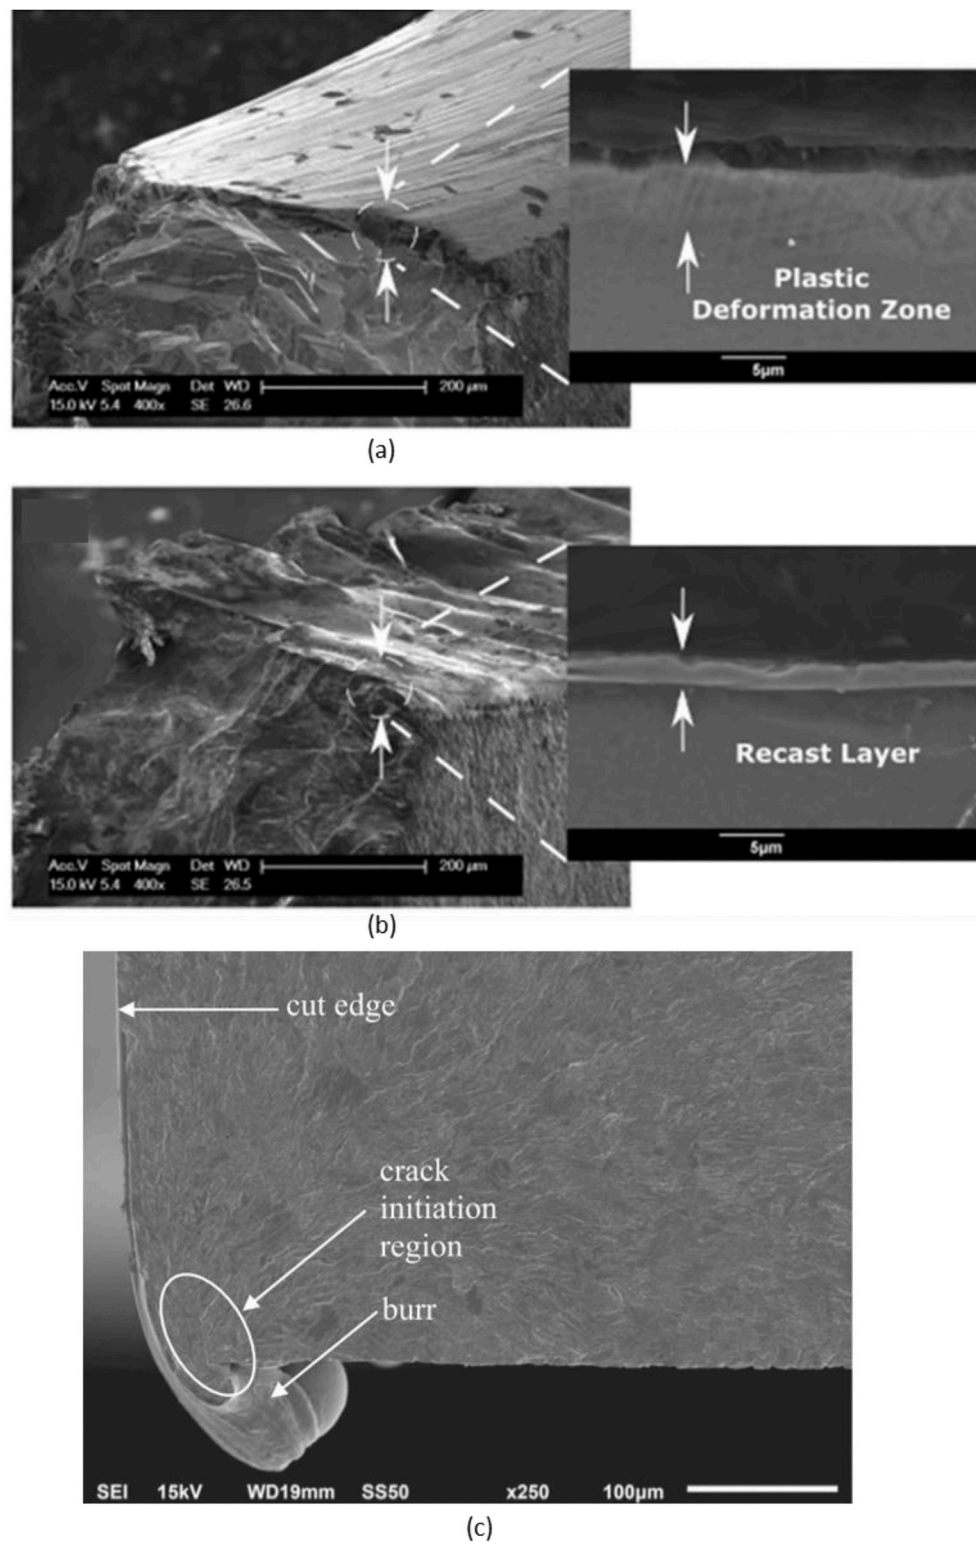 Plastic
Deformation Zone
5µm
Acc.V Spot Magn Det WD 200 µm
15.0 kV 5.4 400x SE 26.6
(a)
Recast Layer
5µm
Acc.V Spot Magn Det WD 200 µm
15.0 kV 5.4 400x SE 26.5
(b)
cut edge
crack
initiation
region
burr
SEI 15kV WD19mm SS50 x250 100µm
(c)